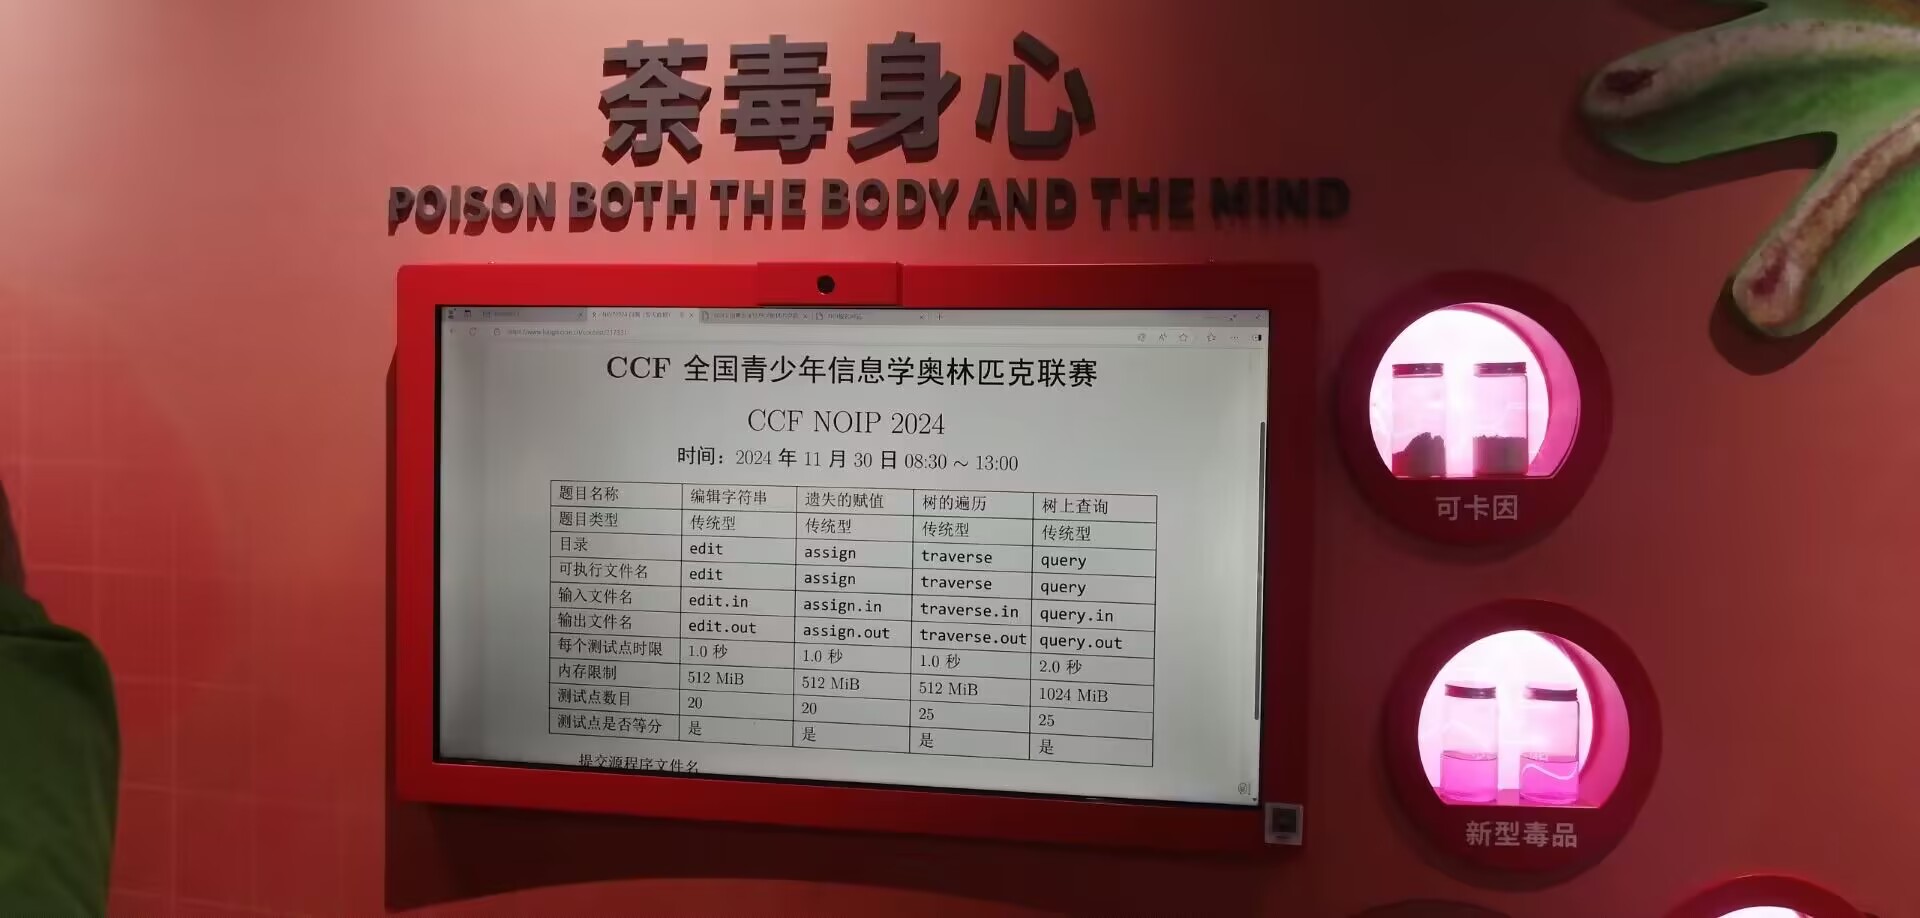 荼毒身心
POISON BOTH THE BODY AND THE MIND
CCF 全国青少年信息学奥林匹克联赛
CCF NOIP 2024
时间：2024 年 11 月 30 日 08:30 ~ 13:00
题目名称 编辑字符串 遗失的赋值 树的遍历 树上查询
题目类型 传统型 传统型 传统型 传统型
目录 edit assign traverse query
可执行文件名 edit assign traverse query
输入文件名 edit.in assign.in traverse.in query.in
输出文件名 edit.out assign.out traverse.out query.out
每个测试点时限 1.0 秒 1.0 秒 1.0 秒 2.0 秒
内存限制 512 MiB 512 MiB 512 MiB 1024 MiB
测试点数目 20 20 25 25
测试点是否等分 是 是 是 是
提交源程序文件名
可卡因
新型毒品